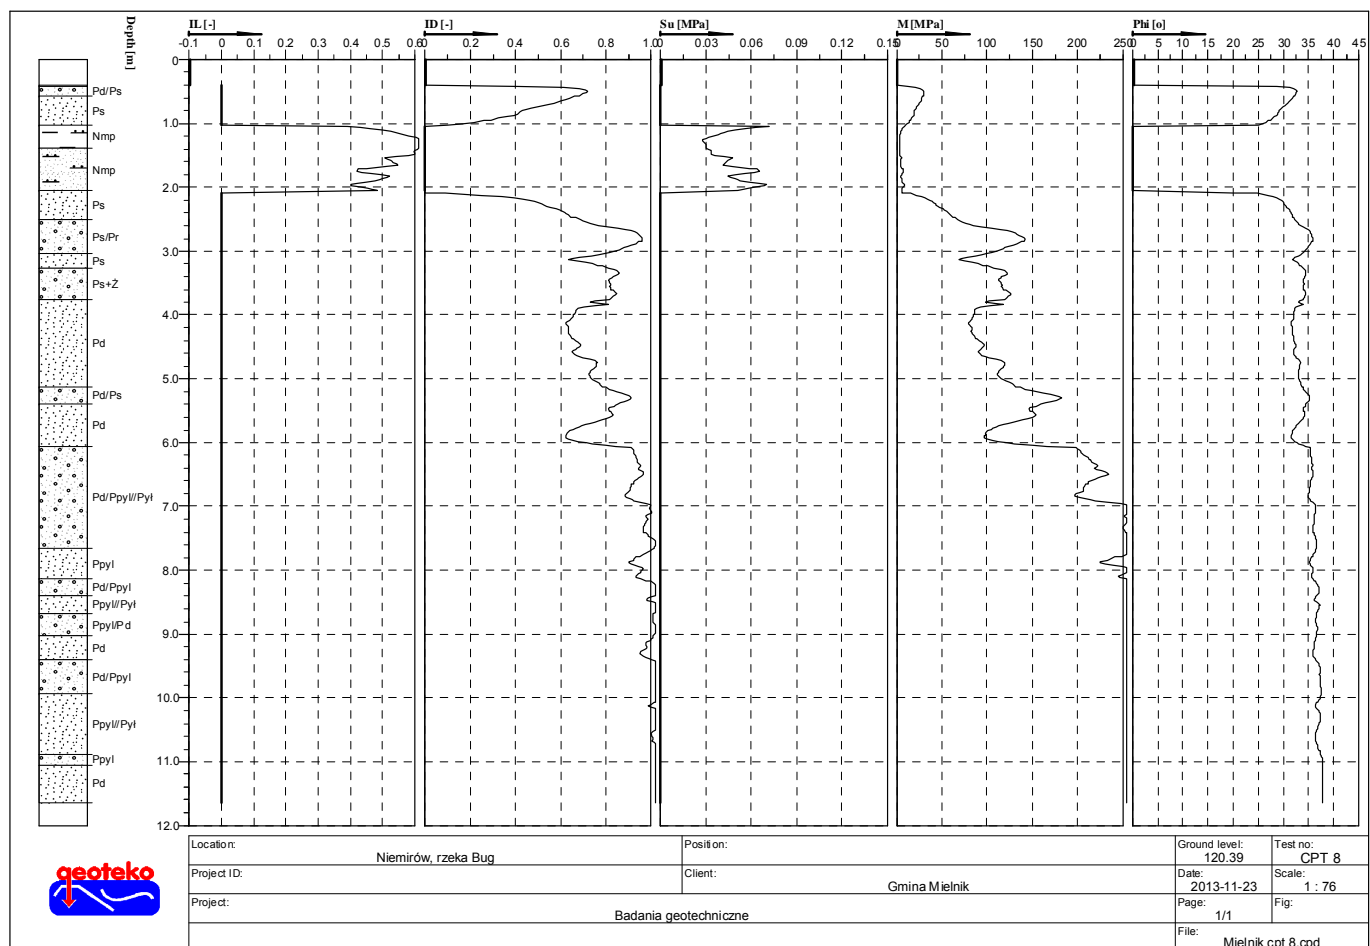 IL [-]
ID [-]
Su [MPa]
M [MPa]
Phi [o]
Depth [m]
-0.1 0 0.1 0.2 0.3 0.4 0.5 0.6
0 0.2 0.4 0.6 0.8 1.0
0 0.03 0.06 0.09 0.12 0.15
0 50 100 150 200 250
0 5 10 15 20 25 30 35 40 45
0
Pd/Ps
Ps
1.0
Nmp
Nmp
2.0
Ps
Ps/Pr
3.0
Ps
Ps+Ż
4.0
Pd
5.0
Pd/Ps
Pd
6.0
Pd/Ppyl//Pył
7.0
Ppyl
8.0
Pd/Ppyl
Ppyl//Pył
Ppyl/Pd
9.0
Pd
Pd/Ppyl
10.0
Ppyl//Pył
Ppyl
11.0
Pd
12.0
geoteko
Location:
Niemirów, rzeka Bug
Position:
Ground level:
120.39
Test no:
CPT 8
Project ID:
Client:
Gmina Mielnik
Date:
2013-11-23
Scale:
1 : 76
Project:
Badania geotechniczne
Page:
1/1
Fig:
File:
Mielnik cpt 8.cpd